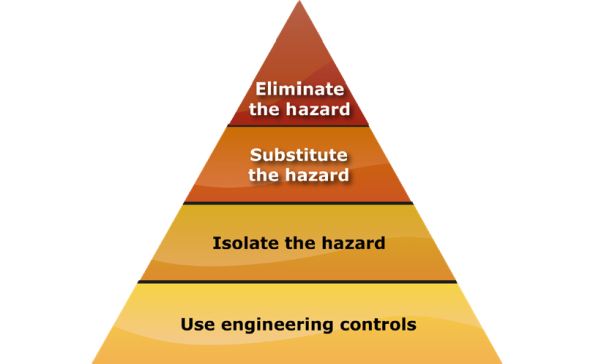 Eliminate
the hazard
Substitute
the hazard
Isolate the hazard
Use engineering controls